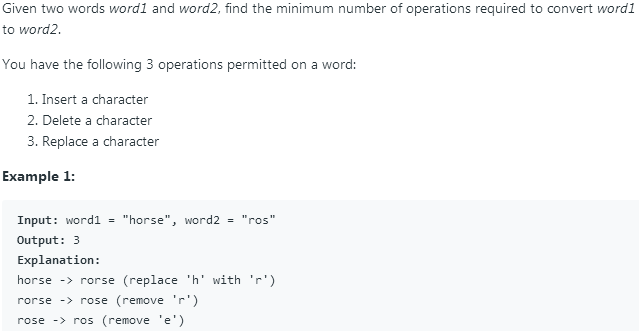 Given two words word1 and word2, find the minimum number of operations required to convert word1
to word2.
You have the following 3 operations permitted on a word:
1. Insert a character
2. Delete a character
3. Replace a character
Example 1:
Input: word1 = "horse", word2 = "ros"
Output: 3
Explanation:
horse -> rorse (replace 'h' with 'r')
rorse -> rose (remove 'r')
rose -> ros (remove 'e')